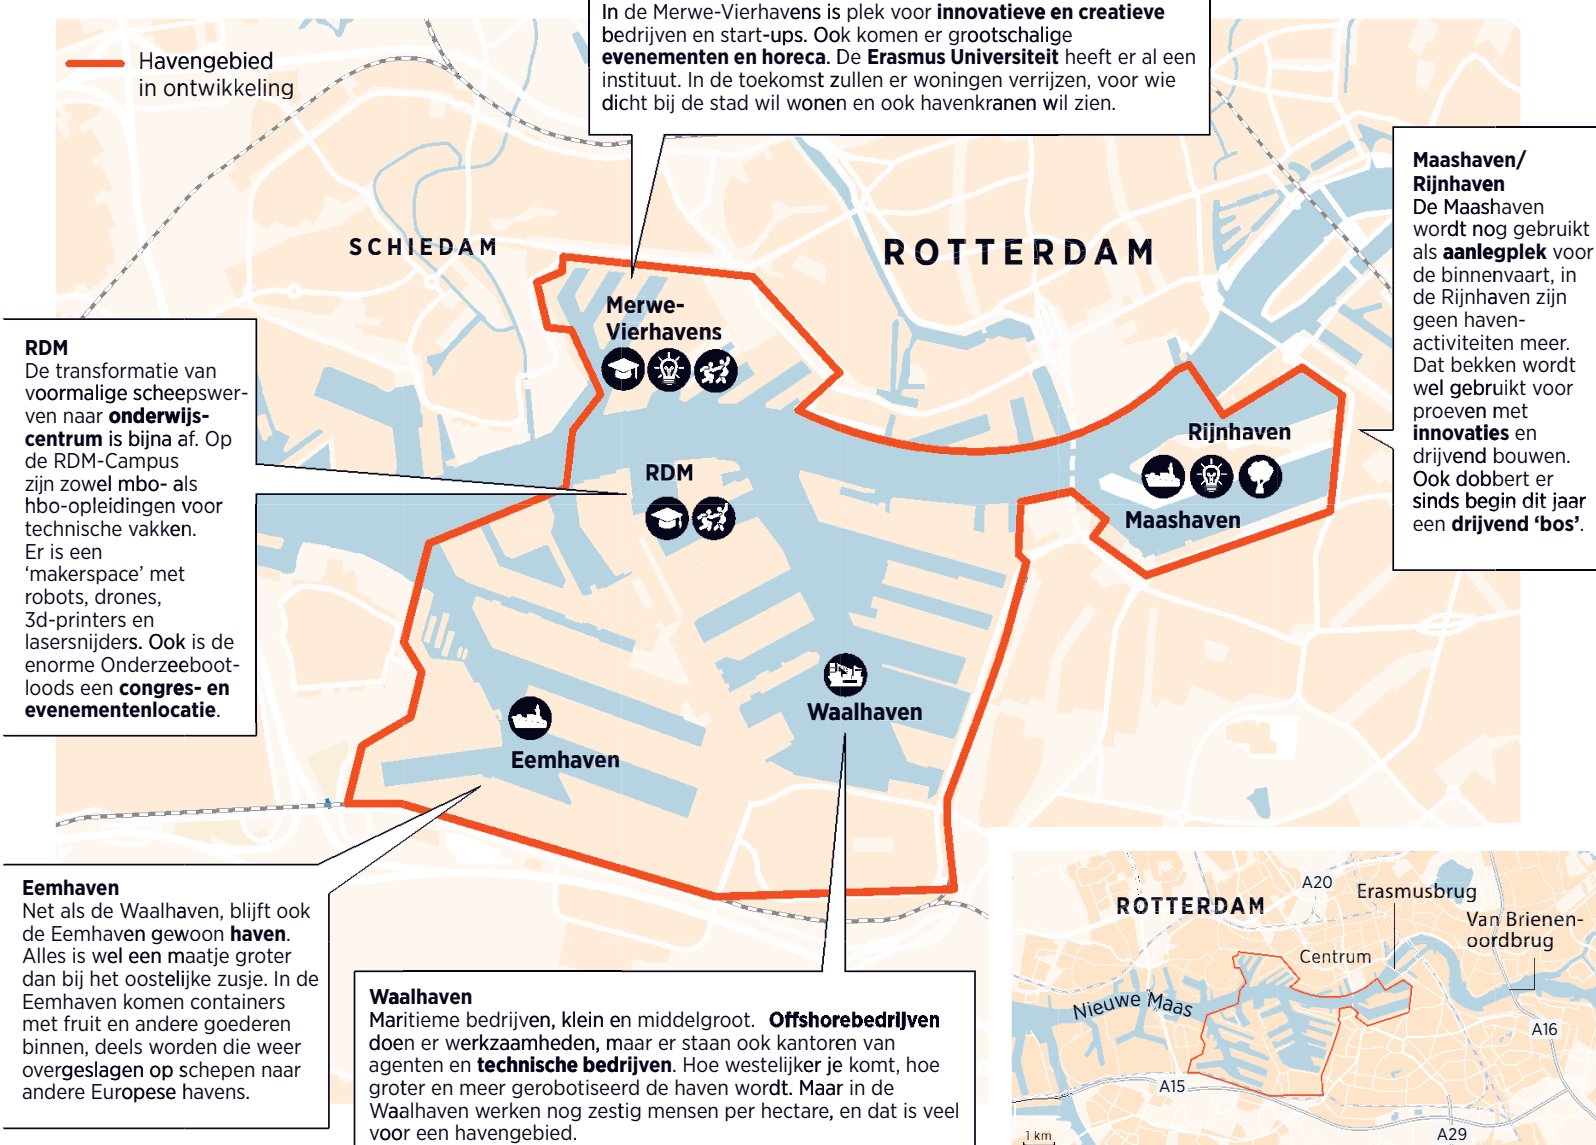 In de Merwe-Vierhavens is plek voor innovatieve en creatieve
bedrijven en start-ups. Ook komen er grootschalige
evenementen en horeca. De Erasmus Universiteit heeft er al een
instituut. In de toekomst zullen er woningen verrijzen, voor wie
dicht bij de stad wil wonen en ook havenkranen wil zien.
Havengebied
in ontwikkeling
SCHIEDAM
ROTTERDAM
Maashaven/
Rijnhaven
De Maashaven
wordt nog gebruikt
als aanlegplek voor
de binnenvaart, in
de Rijnhaven zijn
geen haven-
activiteiten meer.
Dat bekken wordt
wel gebruikt voor
proeven met
innovaties en
drijvend bouwen.
Ook dobbert er
sinds begin dit jaar
een drijvend ‘bos’.
Merwe-
Vierhavens
RDM
De transformatie van
voormalige scheepswer-
ven naar onderwijs-
centrum is bijna af. Op
de RDM-Campus
zijn zowel mbo- als
hbo-opleidingen voor
technische vakken.
Er is een
‘makerspace’ met
robots, drones,
3d-printers en
lasersnijders. Ook is de
enorme Onderzeeboot-
loods een congres- en
evenementenlocatie.
RDM
Rijnhaven
Maashaven
Waalhaven
Eemhaven
Eemhaven
Net als de Waalhaven, blijft ook
de Eemhaven gewoon haven.
Alles is wel een maatje groter
dan bij het oostelijke zusje. In de
Eemhaven komen containers
met fruit en andere goederen
binnen, deels worden die weer
overgeslagen op schepen naar
andere Europese havens.
Waalhaven
Maritieme bedrijven, klein en middelgroot. Offshorebedrijven
doen er werkzaamheden, maar er staan ook kantoren van
agenten en technische bedrijven. Hoe westelijker je komt, hoe
groter en meer gerobotiseerd de haven wordt. Maar in de
Waalhaven werken nog zestig mensen per hectare, en dat is veel
voor een havengebied.
ROTTERDAM
A20
Erasmusbrug
Van Brienen-
oordbrug
Centrum
Nieuwe Maas
A16
A15
A29
1 km